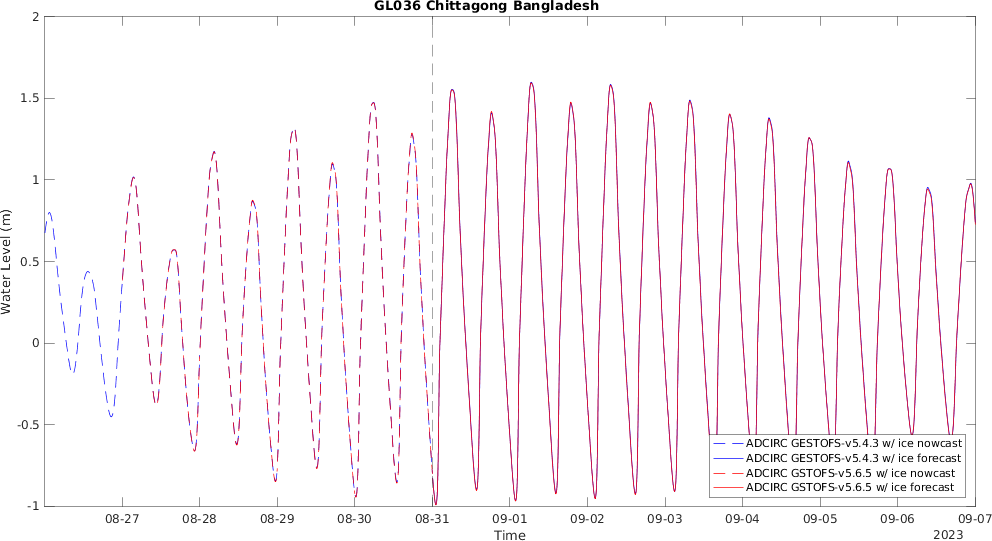 GL036 Chittagong Bangladesh
2
1.5
1
0.5
0
-0.5
-1
Water Level (m)
08-27 08-28 08-29 08-30 08-31 09-01 09-02 09-03 09-04 09-05 09-06 09-07
Time
2023
ADCIRC GESTOFS-v5.4.3 w/ ice nowcast
ADCIRC GESTOFS-v5.4.3 w/ ice forecast
ADCIRC GSTOFS-v5.6.5 w/ ice nowcast
ADCIRC GSTOFS-v5.6.5 w/ ice forecast